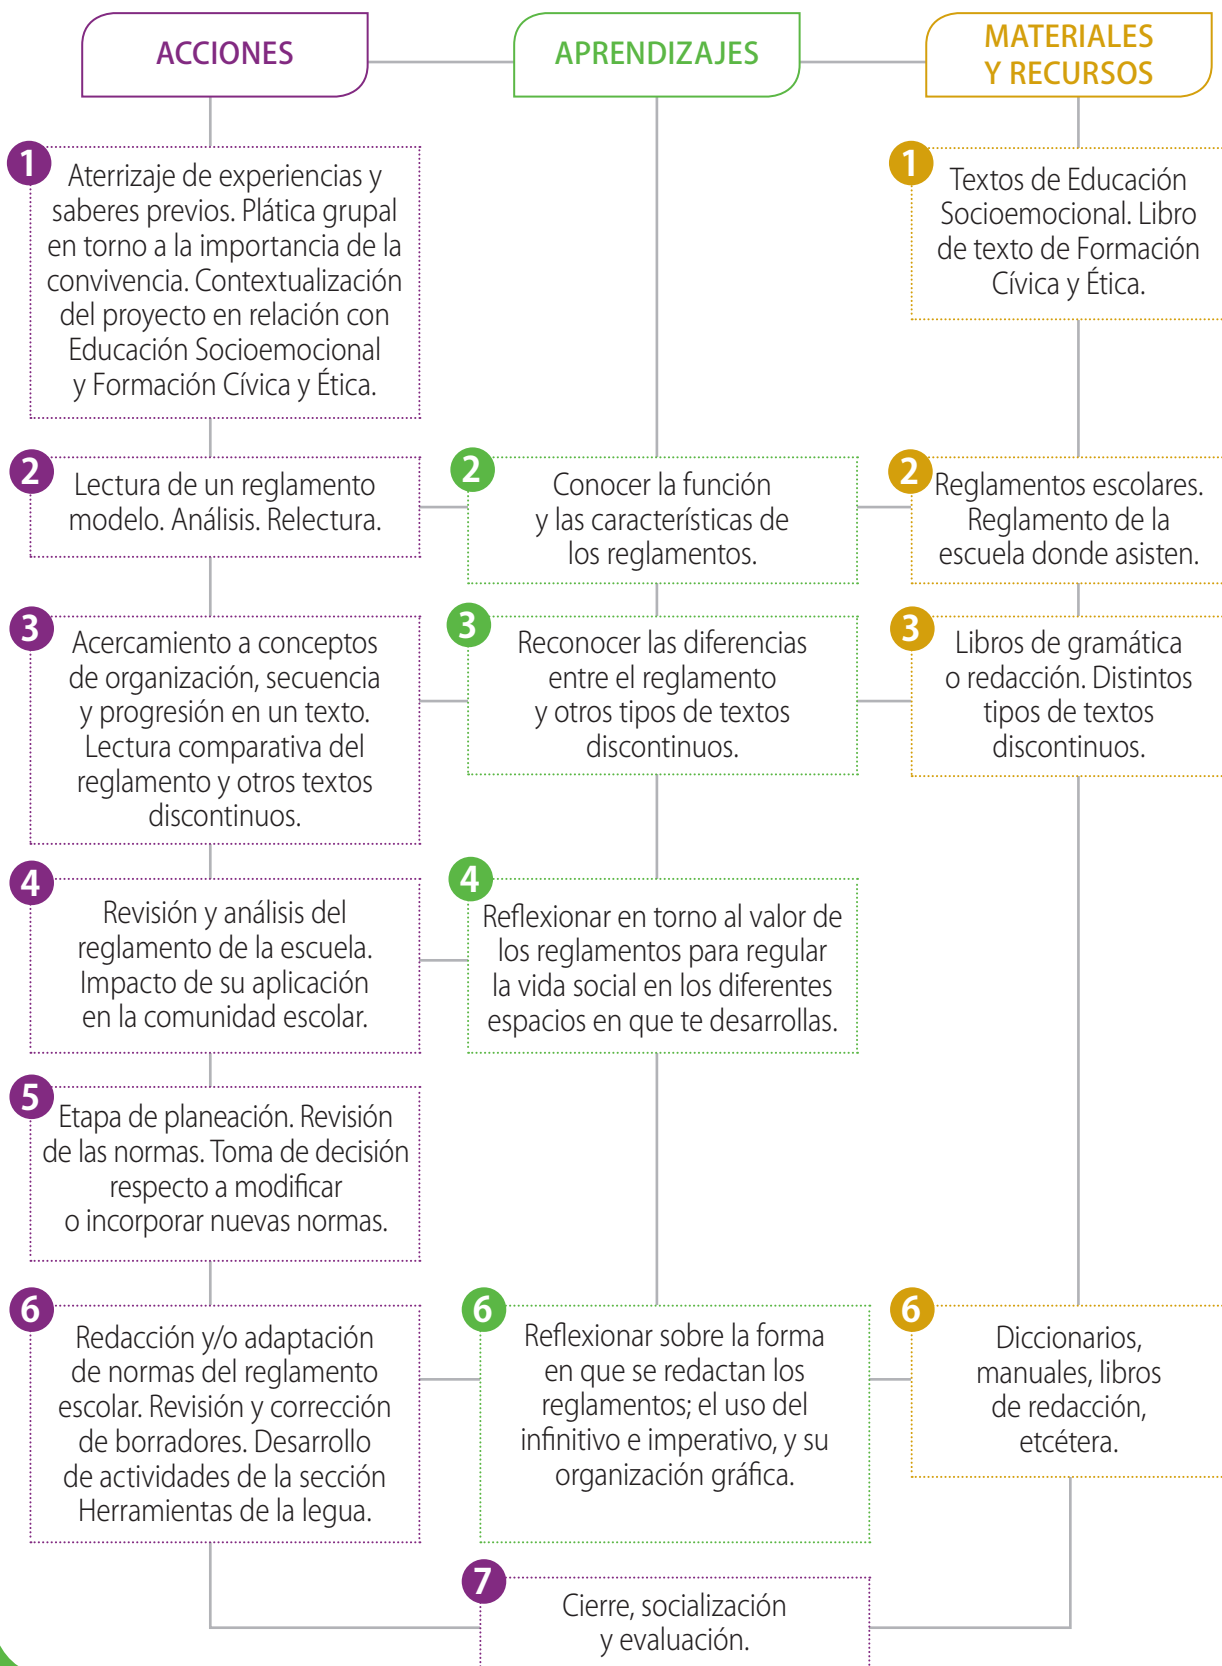 ACCIONES
APRENDIZAJES
MATERIALES
Y RECURSOS
1
Aterrizaje de experiencias y
saberes previos. Plática grupal
en torno a la importancia de la
convivencia. Contextualización
del proyecto en relación con
Educación Socioemocional
y Formación Cívica y Ética.
1
Textos de Educación
Socioemocional. Libro
de texto de Formación
Cívica y Ética.
2
Lectura de un reglamento
modelo. Análisis. Relectura.
2
Conocer la función
y las características de
los reglamentos.
2
Reglamentos escolares.
Reglamento de la
escuela donde asisten.
3
Acercamiento a conceptos
de organización, secuencia
y progresión en un texto.
Lectura comparativa del
reglamento y otros textos
discontinuos.
3
Reconocer las diferencias
entre el reglamento
y otros tipos de textos
discontinuos.
3
Libros de gramática
o redacción. Distintos
tipos de textos
discontinuos.
4
Revisión y análisis del
reglamento de la escuela.
Impacto de su aplicación
en la comunidad escolar.
4
Reflexionar en torno al valor de
los reglamentos para regular
la vida social en los diferentes
espacios en que te desarrollas.
5
Etapa de planeación. Revisión
de las normas. Toma de decisión
respecto a modificar
o incorporar nuevas normas.
6
Redacción y/o adaptación
de normas del reglamento
escolar. Revisión y corrección
de borradores. Desarrollo
de actividades de la sección
Herramientas de la legua.
6
Reflexionar sobre la forma
en que se redactan los
reglamentos; el uso del
infinitivo e imperativo, y su
organización gráfica.
6
Diccionarios,
manuales, libros
de redacción,
etcétera.
7
Cierre, socialización
y evaluación.